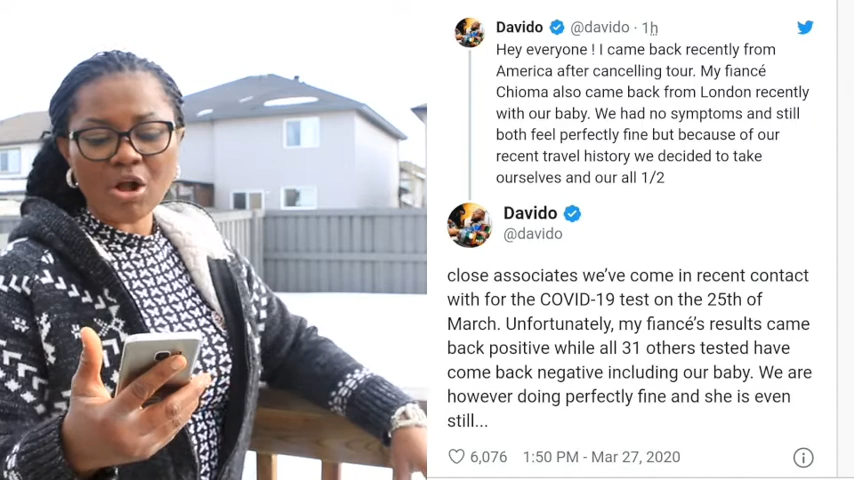 Davido @davido · 1h
Hey everyone ! I came back recently from
America after cancelling tour. My fiancé
Chioma also came back from London recently
with our baby. We had no symptoms and still
both feel perfectly fine but because of our
recent travel history we decided to take
ourselves and our all 1/2
Davido
@davido
close associates we’ve come in recent contact
with for the COVID-19 test on the 25th of
March. Unfortunately, my fiancé’s results came
back positive while all 31 others tested have
come back negative including our baby. We are
however doing perfectly fine and she is even
still...
6,076 1:50 PM - Mar 27, 2020